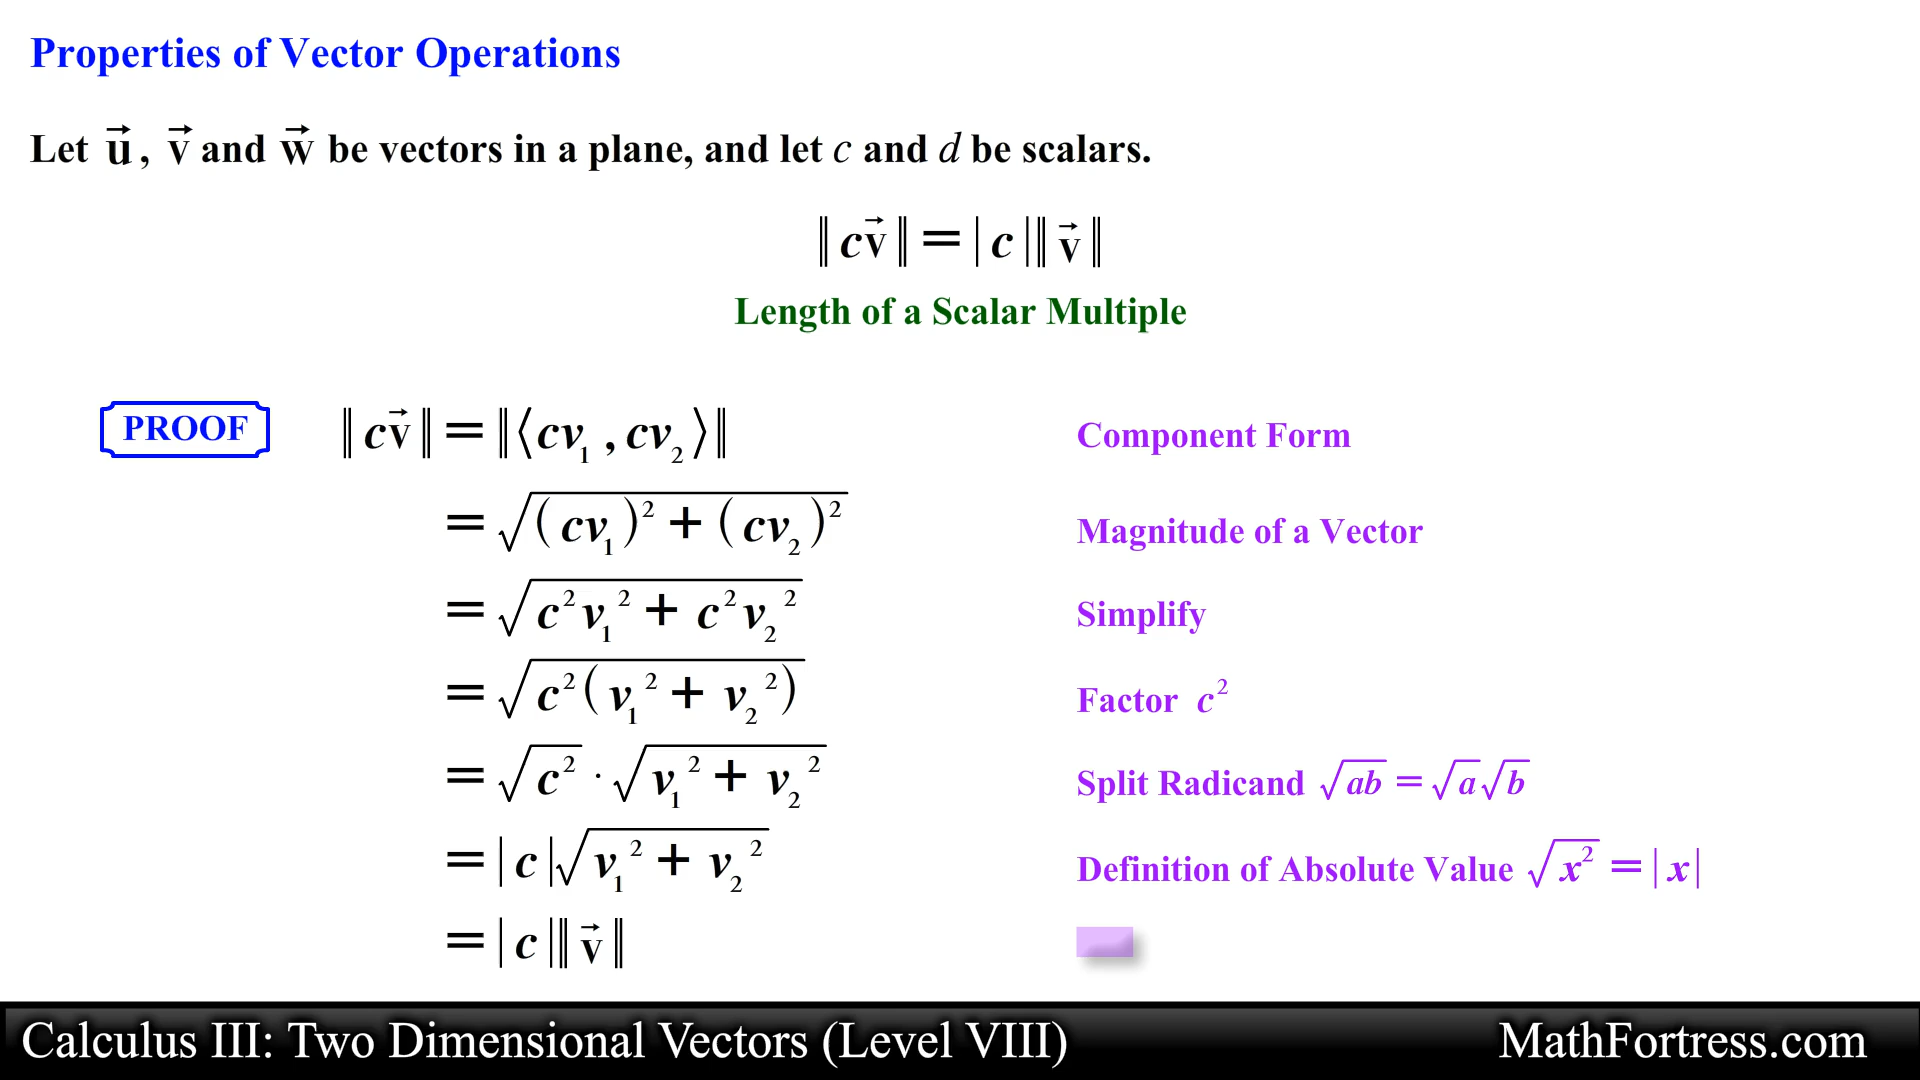 Properties of Vector Operations
Let u⃗, v⃗ and w⃗ be vectors in a plane, and let c and d be scalars.
‖cv⃗‖ = |c|‖v⃗‖
Length of a Scalar Multiple
PROOF ‖cv⃗‖ = ‖⟨cv₁, cv₂⟩‖ Component Form
= √((cv₁)² + (cv₂)²) Magnitude of a Vector
= √(c²v₁² + c²v₂²) Simplify
= √(c²(v₁² + v₂²)) Factor c²
= √(c²) · √(v₁² + v₂²) Split Radicand √(ab) = √a√b
= |c|√(v₁² + v₂²) Definition of Absolute Value √(x²) = |x|
= |c|‖v⃗‖
Calculus III: Two Dimensional Vectors (Level VIII) MathFortress.com